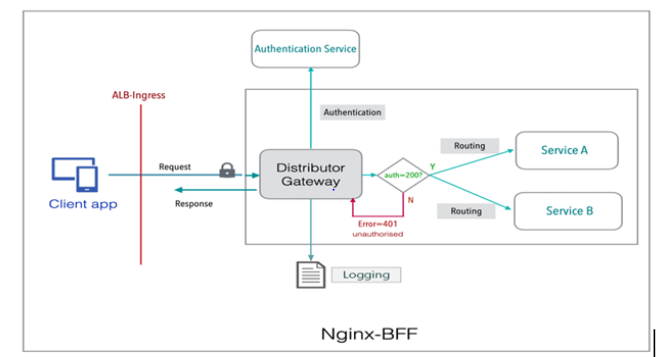 Authentication Service
ALB-Ingress
Authentication
Request
Distributor
Gateway
auth=200?
Y
N
Routing
Service A
Client app
Response
Error=401
unauthorised
Routing
Service B
Logging
Nginx-BFF